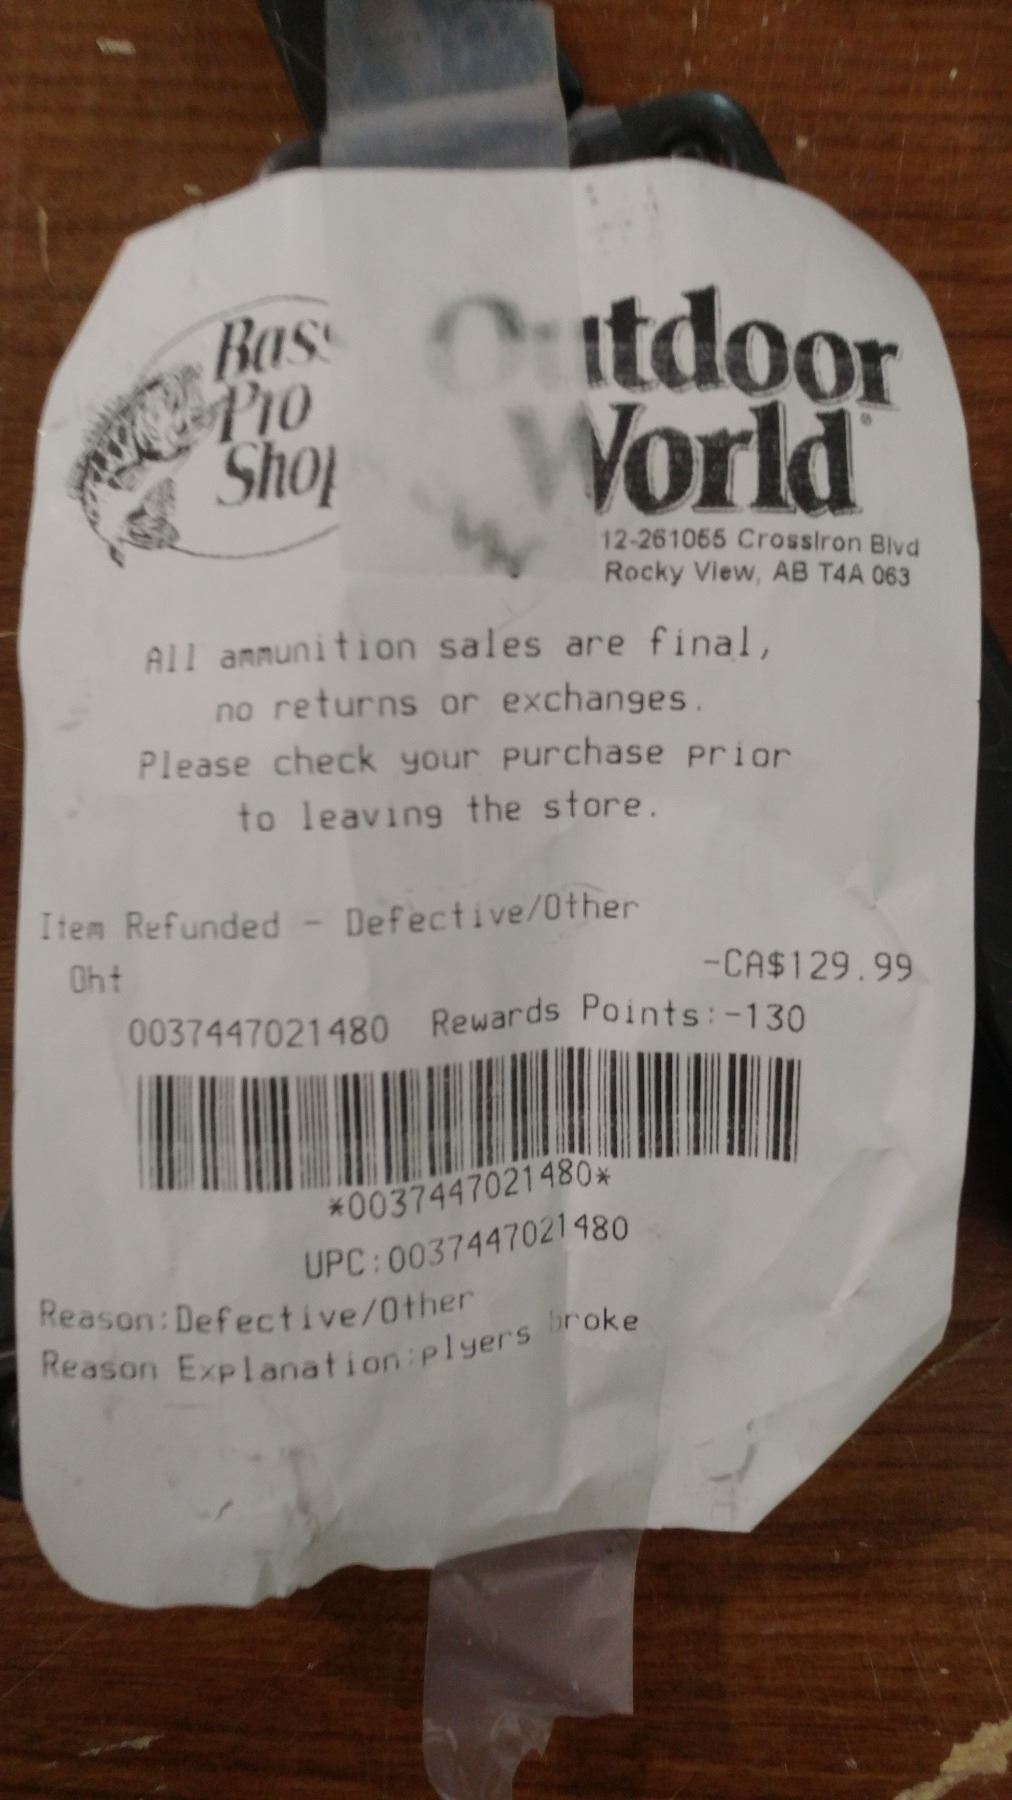 Bass
Pro
Shops
Outdoor
World®
12-261055 CrossIron Blvd
Rocky View, AB T4A 0G3
All ammunition sales are final,
no returns or exchanges.
Please check your purchase prior
to leaving the store.
Item Refunded - Defective/Other
Oht -CA$129.99
0037447021480 Rewards Points:-130
*0037447021480*
UPC:0037447021480
Reason:Defective/Other
Reason Explanation:plyers broke